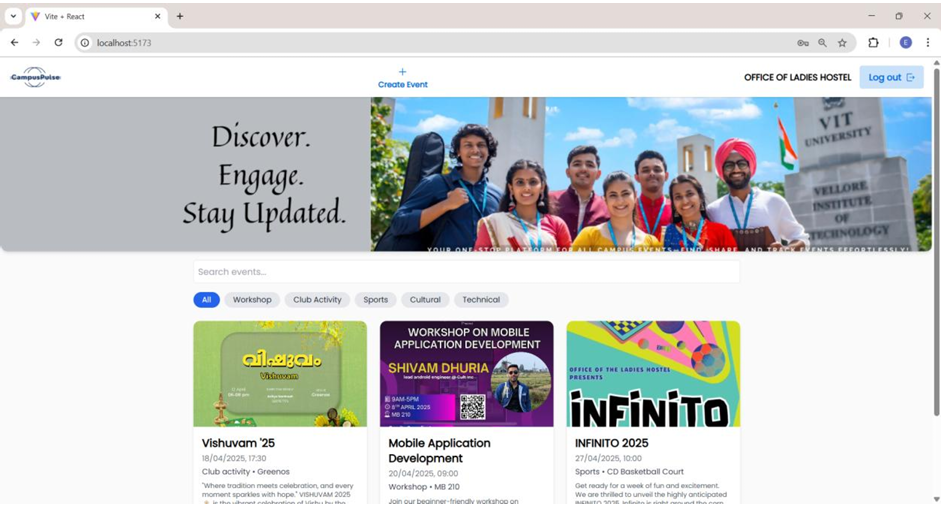 Vite + React
localhost:5173
CampusPulse
+
Create Event
OFFICE OF LADIES HOSTEL
Log out
Discover.
Engage.
Stay Updated.
VIT
UNIVERSITY
VELLORE
INSTITUTE
OF
TECHNOLOGY
YOUR ONE-STOP PLATFORM FOR ALL CAMPUS EVENTS—FIND, SHARE, AND TRACK EVENTS EFFORTLESSLY!
Search events...
All Workshop Club Activity Sports Cultural Technical
വിഷുവം
Vishuvam
Greenos
Vishuvam '25
18/04/2025, 17:30
Club activity • Greenos
"Where tradition meets celebration, and every
moment sparkles with hope." VISHUVAM 2025
is the vibrant celebration of Vishu by the
WORKSHOP ON MOBILE
APPLICATION DEVELOPMENT
SHIVAM DHURIA
lead android engineer @Cult Inc.
9AM-5PM
8TH APRIL 2025
MB 210
Mobile Application
Development
20/04/2025, 09:00
Workshop • MB 210
Join our beginner-friendly workshop on
OFFICE OF THE LADIES HOSTEL
PRESENTS
INFINITO
INFINITO 2025
27/04/2025, 10:00
Sports • CD Basketball Court
Get ready for a week of fun and excitement.
We are thrilled to unveil the highly anticipated
INFINITO 2025. Infinito is right around the corn